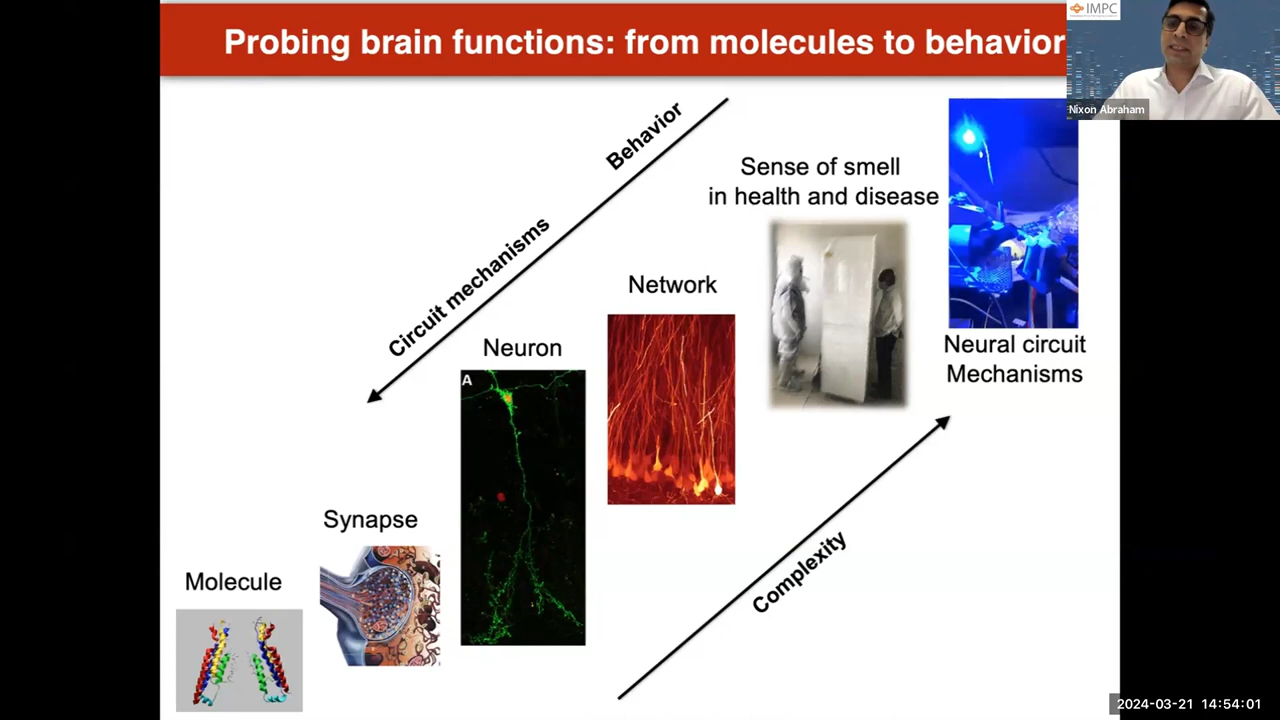 Probing brain functions: from molecules to behavior
IMPC
Nixon Abraham
Behavior
Circuit mechanisms
Sense of smell
in health and disease
Network
Neuron
A
Neural circuit
Mechanisms
Synapse
Complexity
Molecule
2024-03-21 14:54:01